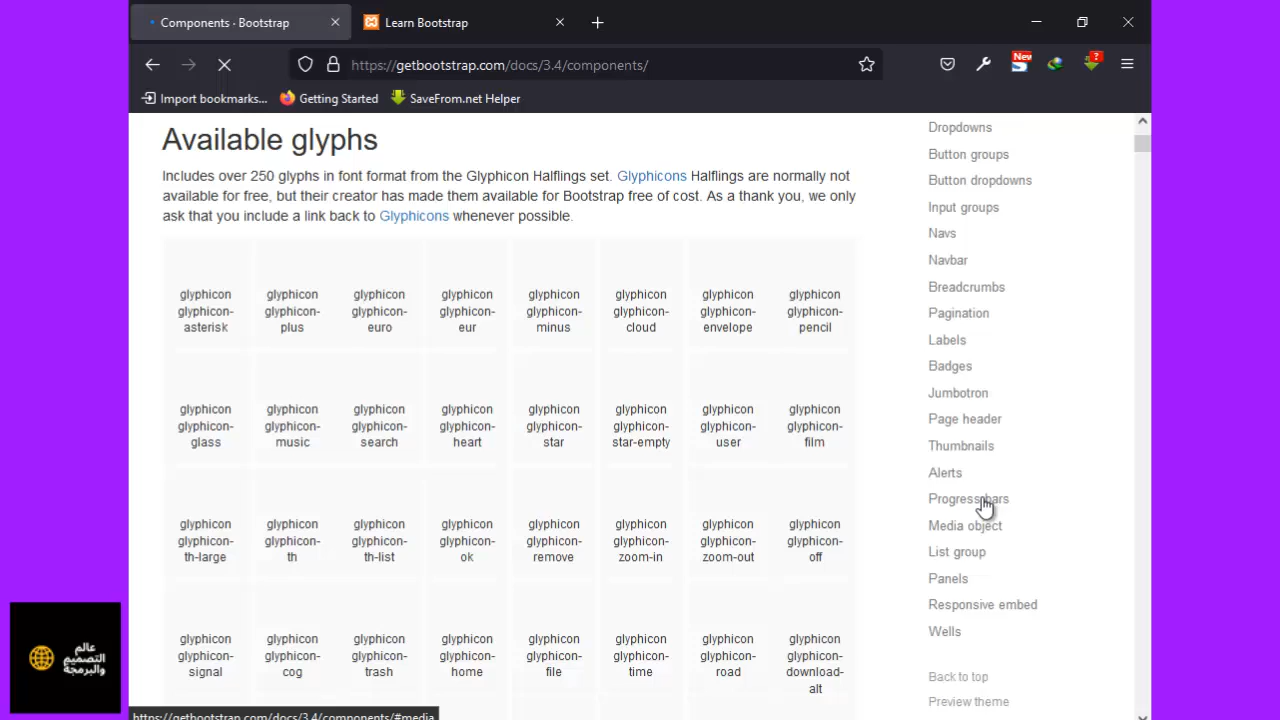 Components · Bootstrap
Learn Bootstrap
https://getbootstrap.com/docs/3.4/components/
New
?
Import bookmarks...
Getting Started
SaveFrom.net Helper
Available glyphs
Includes over 250 glyphs in font format from the Glyphicon Halflings set. Glyphicons Halflings are normally not
available for free, but their creator has made them available for Bootstrap free of cost. As a thank you, we only
ask that you include a link back to Glyphicons whenever possible.
glyphicon
glyphicon-
asterisk
glyphicon
glyphicon-
plus
glyphicon
glyphicon-
euro
glyphicon
glyphicon-
eur
glyphicon
glyphicon-
minus
glyphicon
glyphicon-
cloud
glyphicon
glyphicon-
envelope
glyphicon
glyphicon-
pencil
glyphicon
glyphicon-
glass
glyphicon
glyphicon-
music
glyphicon
glyphicon-
search
glyphicon
glyphicon-
heart
glyphicon
glyphicon-
star
glyphicon
glyphicon-
star-empty
glyphicon
glyphicon-
user
glyphicon
glyphicon-
film
glyphicon
glyphicon-
th-large
glyphicon
glyphicon-
th
glyphicon
glyphicon-
th-list
glyphicon
glyphicon-
ok
glyphicon
glyphicon-
remove
glyphicon
glyphicon-
zoom-in
glyphicon
glyphicon-
zoom-out
glyphicon
glyphicon-
off
glyphicon
glyphicon-
signal
glyphicon
glyphicon-
cog
glyphicon
glyphicon-
trash
glyphicon
glyphicon-
home
glyphicon
glyphicon-
file
glyphicon
glyphicon-
time
glyphicon
glyphicon-
road
glyphicon
glyphicon-
download-
alt
Dropdowns
Button groups
Button dropdowns
Input groups
Navs
Navbar
Breadcrumbs
Pagination
Labels
Badges
Jumbotron
Page header
Thumbnails
Alerts
Progress bars
Media object
List group
Panels
Responsive embed
Wells
Back to top
Preview theme
https://getbootstrap.com/docs/3.4/components/#media
عالم
التصميم
والبرمجة